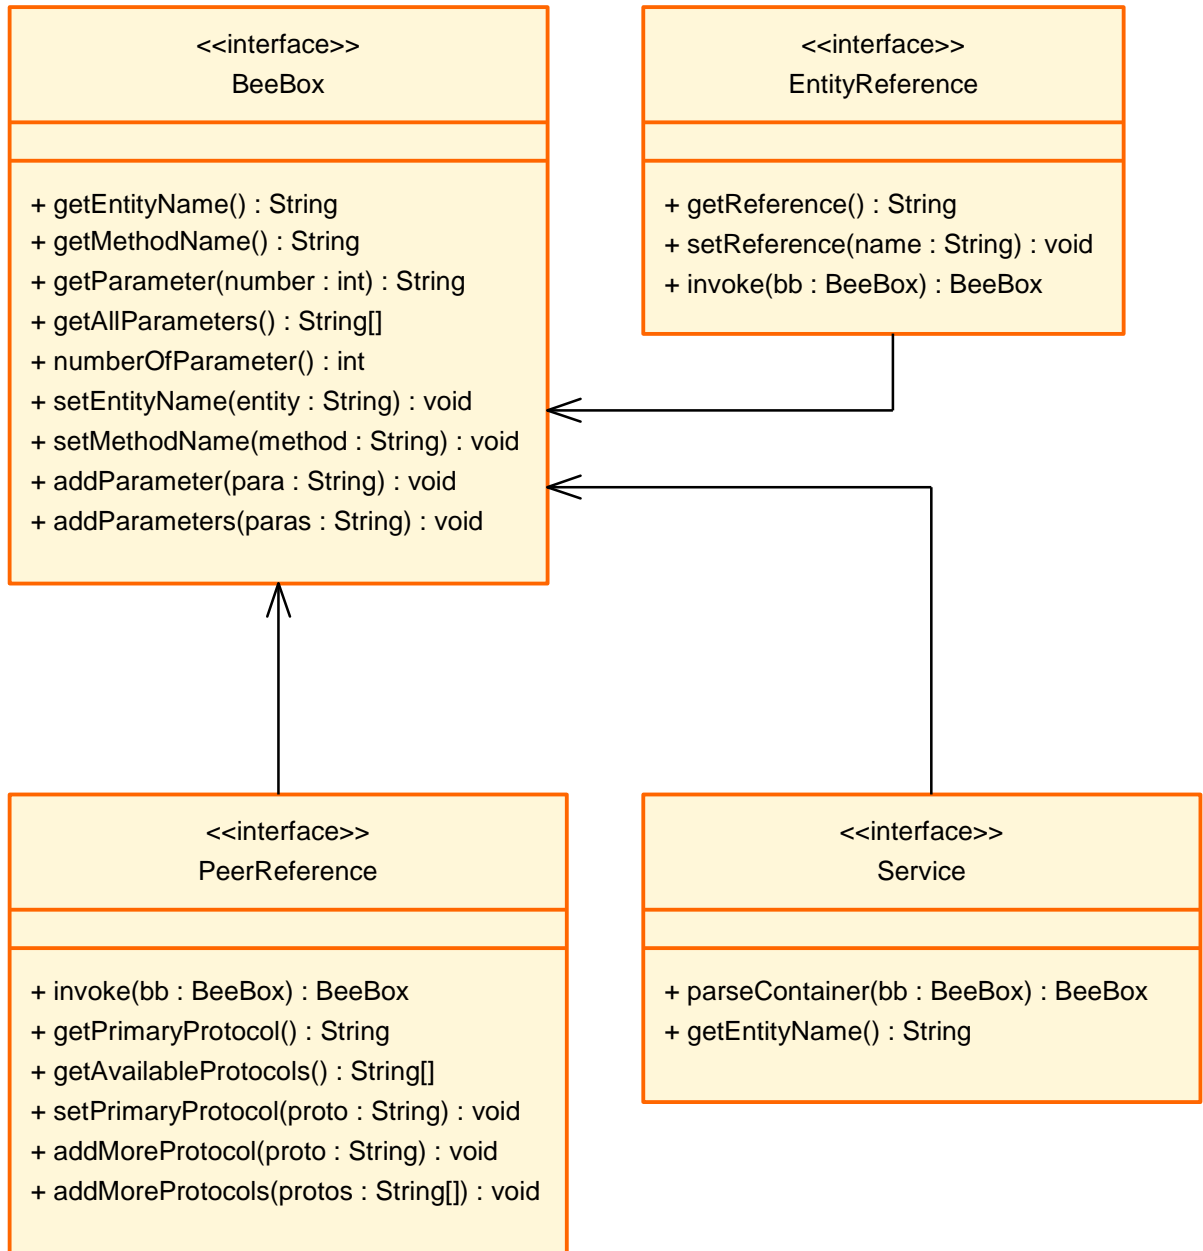 <<interface>>
BeeBox
+ getEntityName() : String
+ getMethodName() : String
+ getParameter(number : int) : String
+ getAllParameters() : String[]
+ numberOfParameter() : int
+ setEntityName(entity : String) : void
+ setMethodName(method : String) : void
+ addParameter(para : String) : void
+ addParameters(paras : String) : void
<<interface>>
EntityReference
+ getReference() : String
+ setReference(name : String) : void
+ invoke(bb : BeeBox) : BeeBox
<<interface>>
PeerReference
+ invoke(bb : BeeBox) : BeeBox
+ getPrimaryProtocol() : String
+ getAvailableProtocols() : String[]
+ setPrimaryProtocol(proto : String) : void
+ addMoreProtocol(proto : String) : void
+ addMoreProtocols(protos : String[]) : void
<<interface>>
Service
+ parseContainer(bb : BeeBox) : BeeBox
+ getEntityName() : String